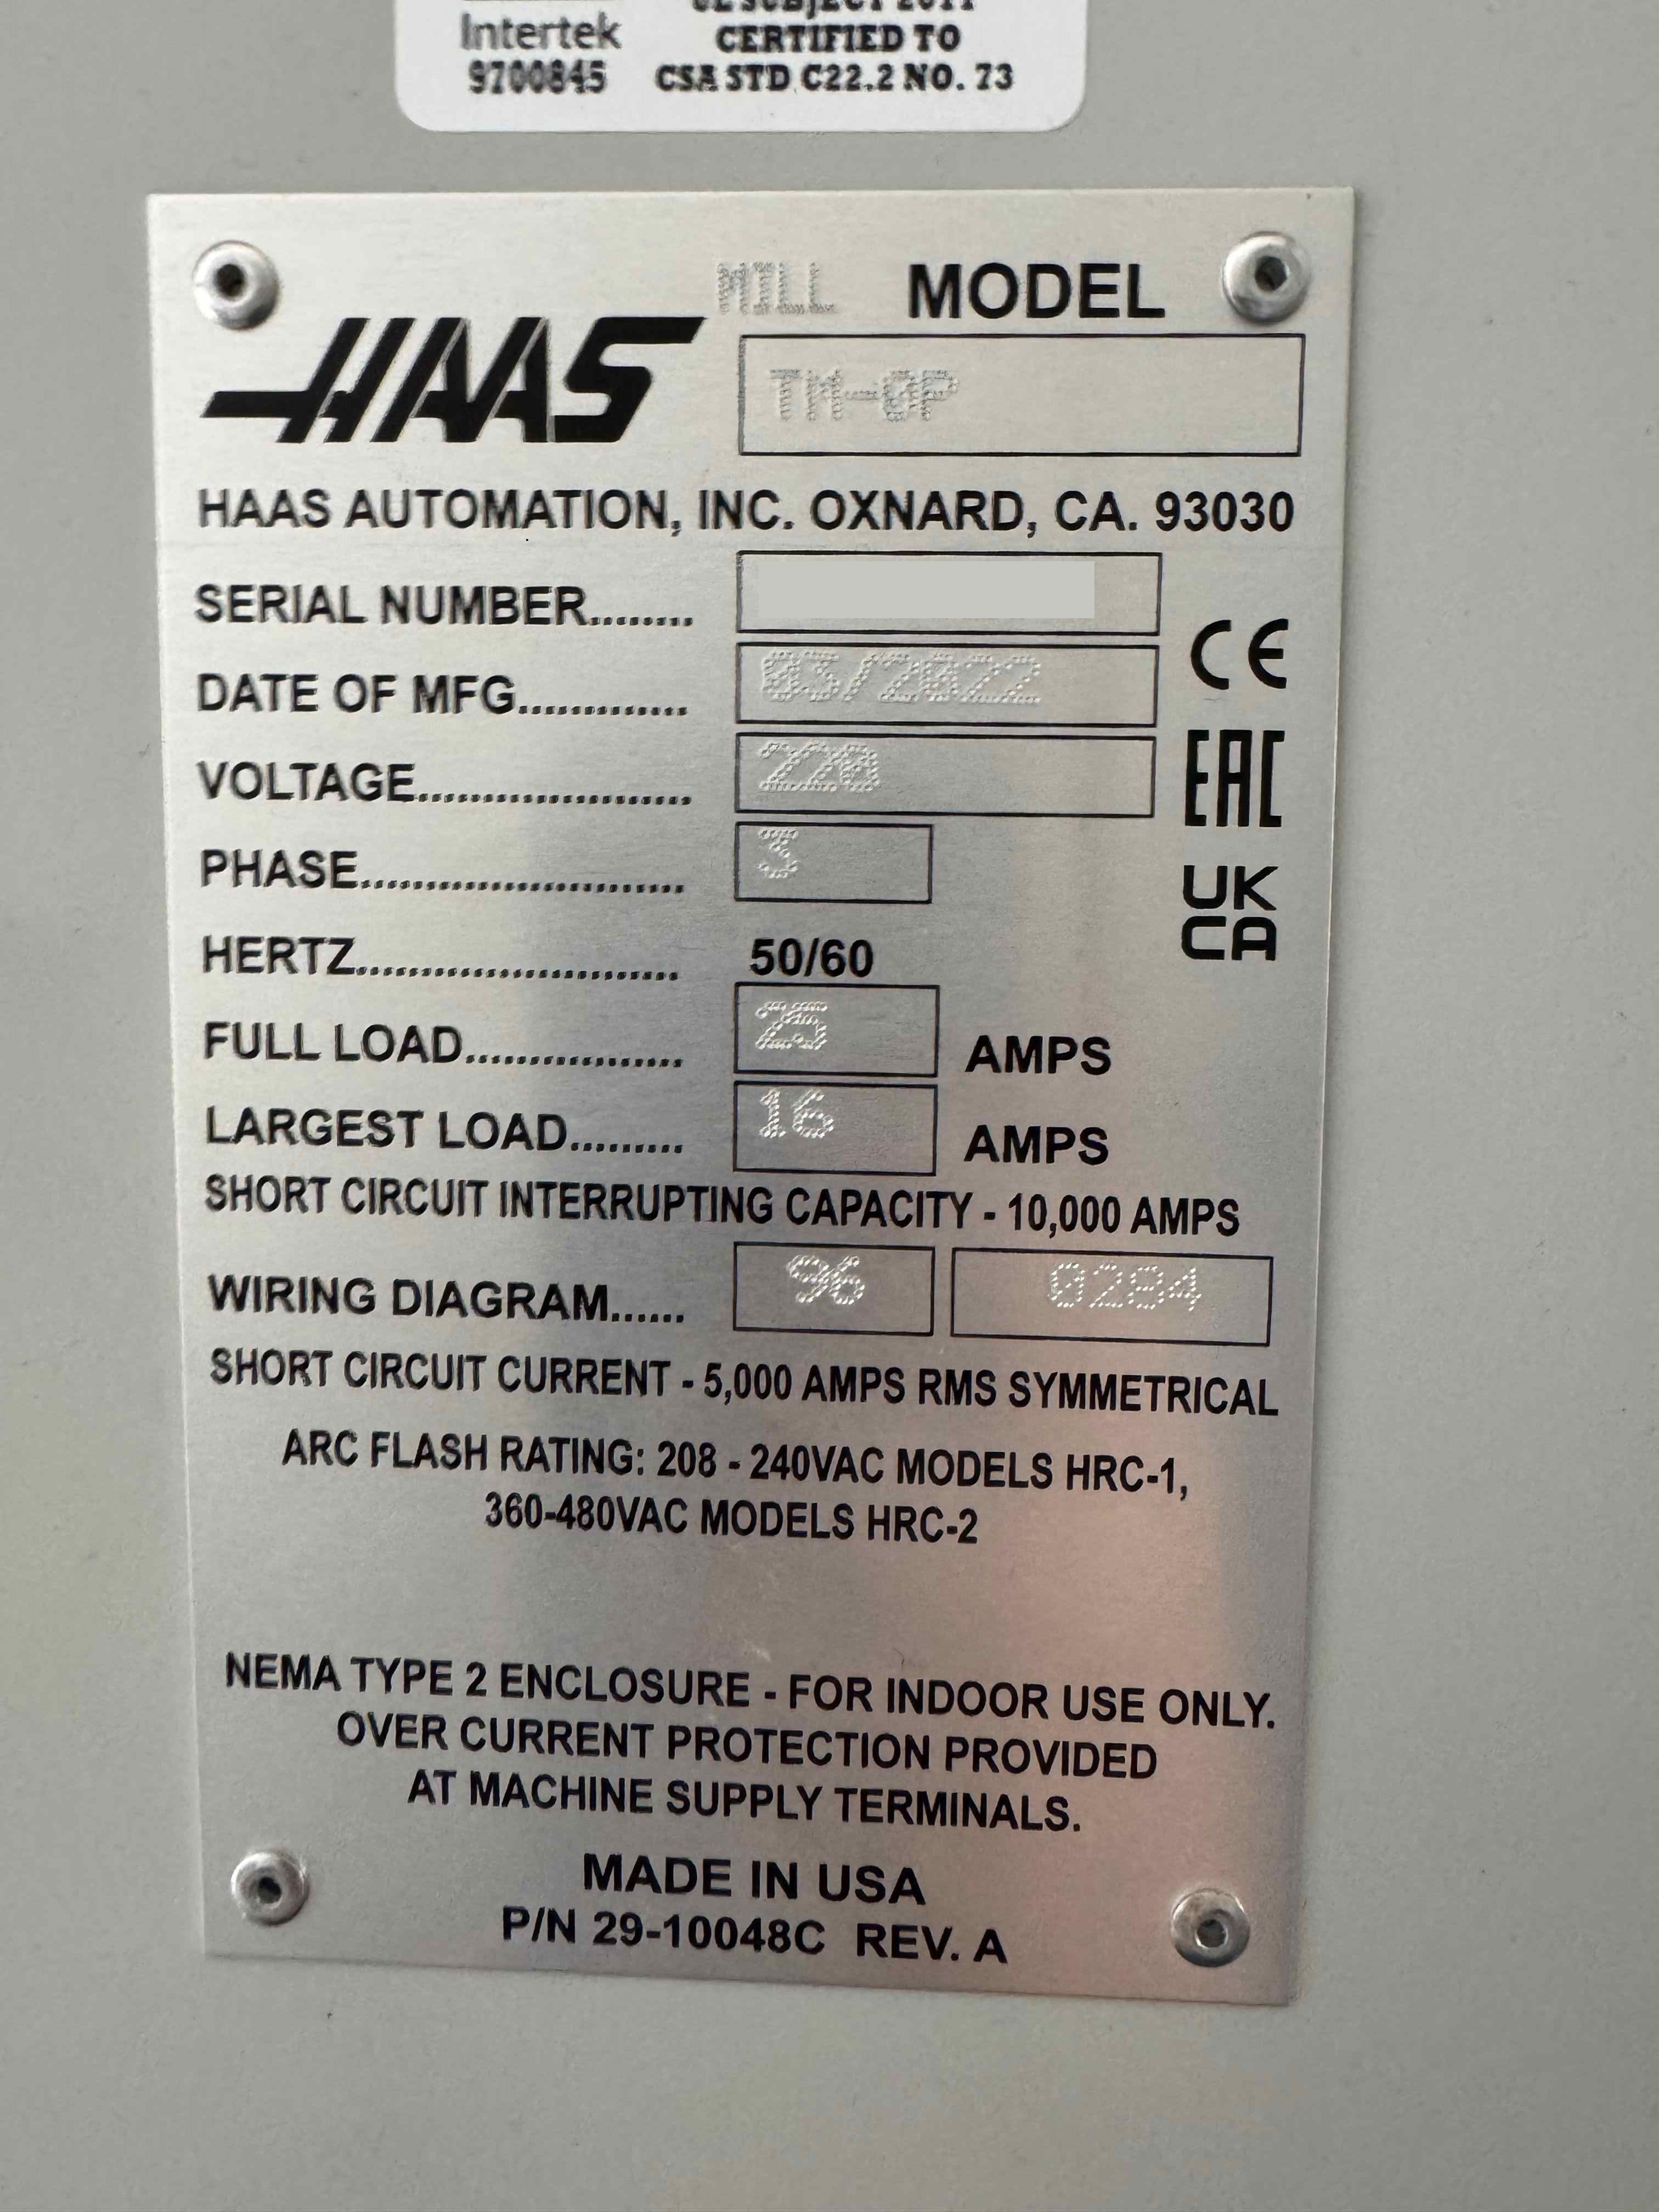 Intertek
9700845
UL SUBJECT 2011
CERTIFIED TO
CSA STD C22.2 NO. 73
MILL MODEL
HAAS
TM-0P
HAAS AUTOMATION, INC. OXNARD, CA. 93030
SERIAL NUMBER........
DATE OF MFG............. 03/2022
VOLTAGE..................... 220
PHASE......................... 3
HERTZ......................... 50/60
FULL LOAD................. 25 AMPS
LARGEST LOAD......... 16 AMPS
SHORT CIRCUIT INTERRUPTING CAPACITY - 10,000 AMPS
WIRING DIAGRAM...... 96 0284
SHORT CIRCUIT CURRENT - 5,000 AMPS RMS SYMMETRICAL
ARC FLASH RATING: 208 - 240VAC MODELS HRC-1,
360-480VAC MODELS HRC-2
NEMA TYPE 2 ENCLOSURE - FOR INDOOR USE ONLY.
OVER CURRENT PROTECTION PROVIDED
AT MACHINE SUPPLY TERMINALS.
MADE IN USA
P/N 29-10048C REV. A
CE
EAC
UK
CA